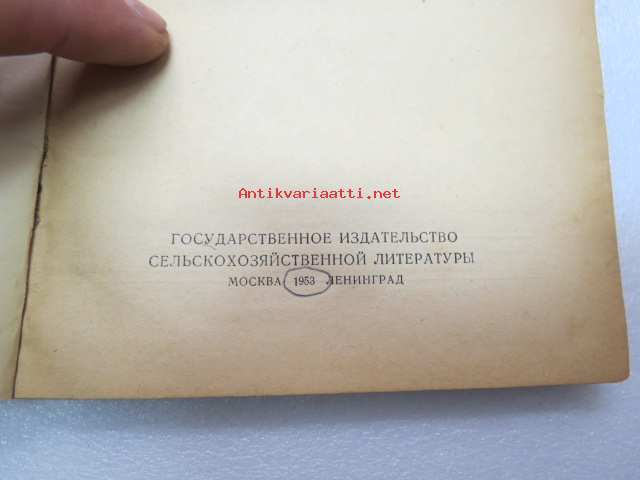 Antikvariaatti.net
ГОСУДАРСТВЕННОЕ ИЗДАТЕЛЬСТВО
СЕЛЬСКОХОЗЯЙСТВЕННОЙ ЛИТЕРАТУРЫ
МОСКВА 1953 ЛЕНИНГРАД